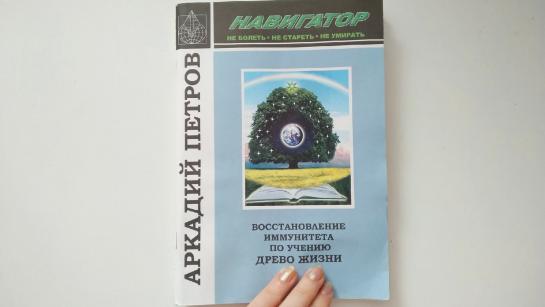 НАВИГАТОР
НЕ БОЛЕТЬ • НЕ СТАРЕТЬ • НЕ УМИРАТЬ
АРКАДИЙ ПЕТРОВ
ВОССТАНОВЛЕНИЕ
ИММУНИТЕТА
ПО УЧЕНИЮ
ДРЕВО ЖИЗНИ